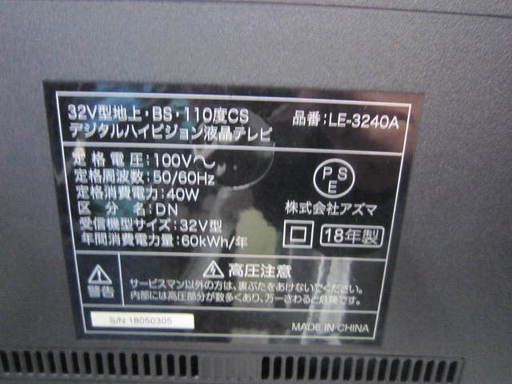 32V型地上・BS・110度CS 品番:LE-3240A
デジタルハイビジョン液晶テレビ
定格電圧:100V〜
定格周波数:50/60Hz
定格消費電力:40W
区分名:DN
受信機型サイズ:32V型
年間消費電力量:60kWh/年
PSE
株式会社アズマ
18年製
警告
高圧注意
サービスマン以外の方は、裏ぶたをあけないでください。
内部には高圧部分が数多くあり、万一さわると危険です。
S/N 18050305
MADE IN CHINA